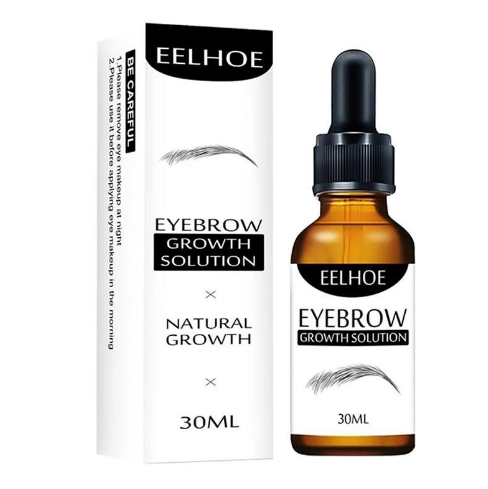 BE CAREFUL
1.Please remove eye makeup at night
2.Please use it before applying eye makeup in the morning
EELHOE
EYEBROW
GROWTH
SOLUTION
×
NATURAL
GROWTH
×
30ML
EELHOE
EYEBROW
GROWTH SOLUTION
30ML